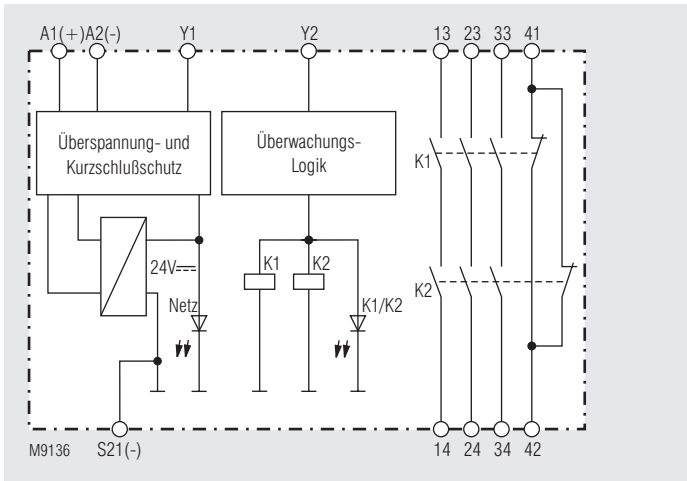 A1(+) A2(-) Y1 Y2 13 23 33 41
Überspannung- und
Kurzschlußschutz
Überwachungs-
Logik
K1
24V
K1 K2
K2
Netz
K1/K2
M9136
S21(-)
14 24 34 42